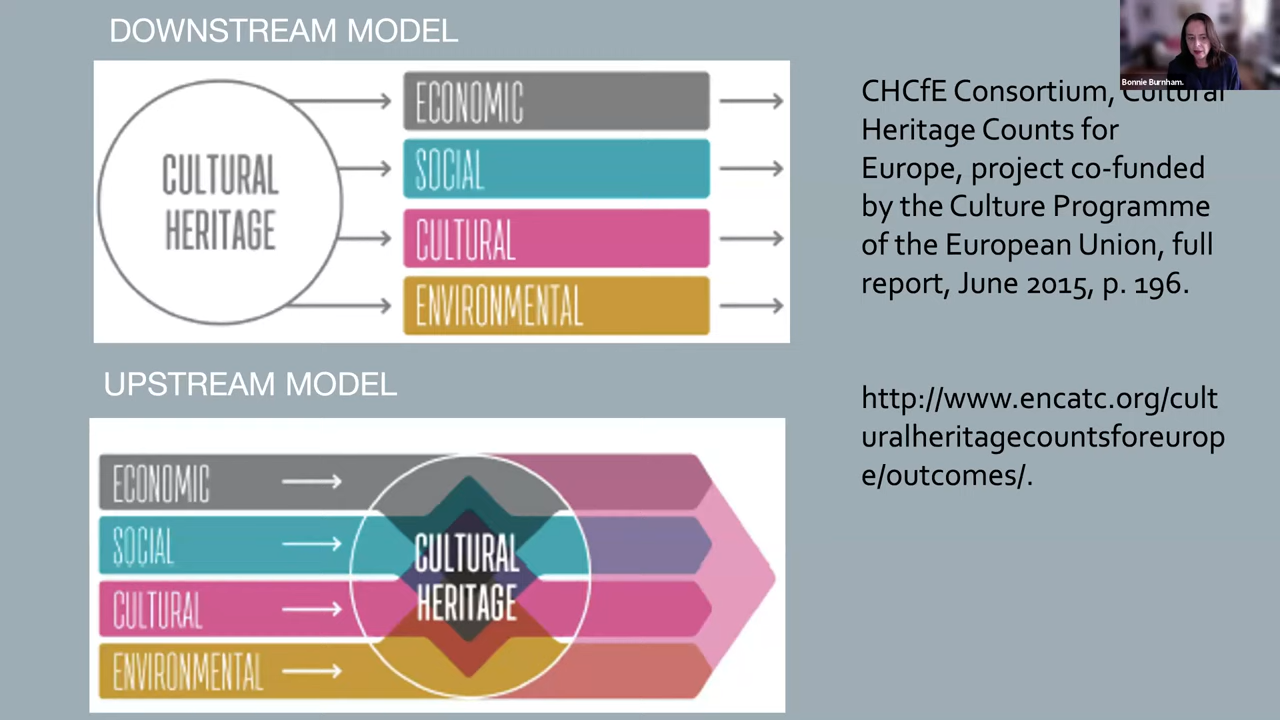 DOWNSTREAM MODEL
CULTURAL
HERITAGE
ECONOMIC
SOCIAL
CULTURAL
ENVIRONMENTAL
UPSTREAM MODEL
ECONOMIC
SOCIAL
CULTURAL
ENVIRONMENTAL
CULTURAL
HERITAGE
Bonnie Burnham.
CHCfE Consortium, Cultural
Heritage Counts for
Europe, project co-funded
by the Culture Programme
of the European Union, full
report, June 2015, p. 196.
http://www.encatc.org/cult
uralheritagecountsforeurop
e/outcomes/.